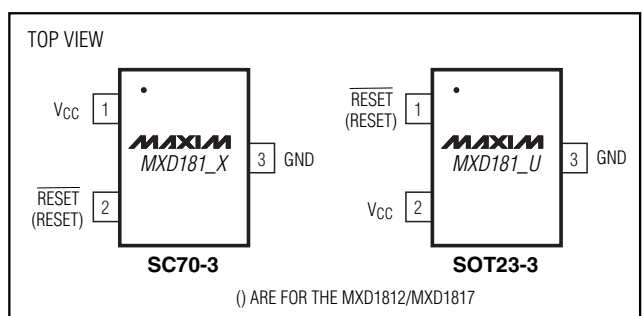 TOP VIEW
VCC 1
RESET
(RESET) 2
3 GND
MAXIM
MXD181_X
SC70-3
RESET
(RESET) 1
VCC 2
3 GND
MAXIM
MXD181_U
SOT23-3
() ARE FOR THE MXD1812/MXD1817